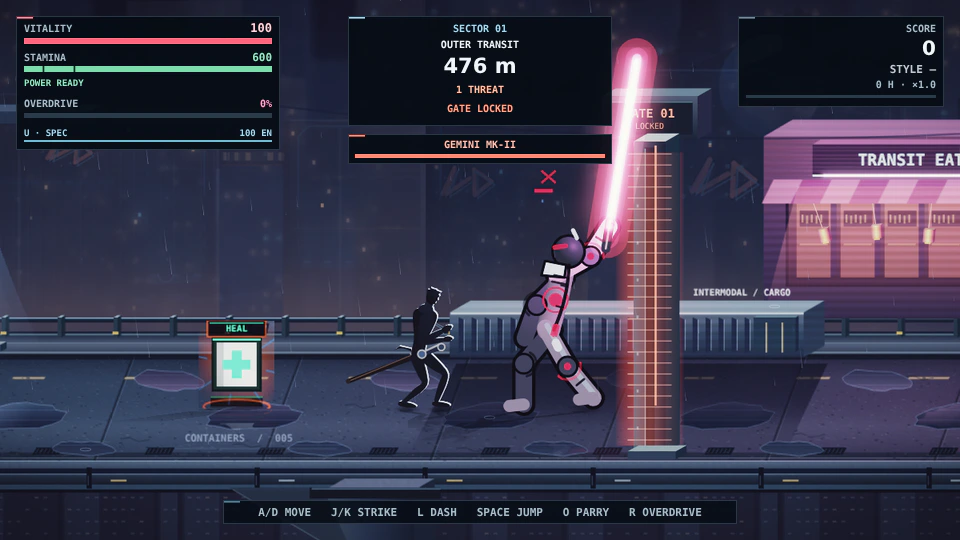 VITALITY 100
STAMINA 600
POWER READY
OVERDRIVE 0%
U · SPEC 100 EN
SECTOR 01
OUTER TRANSIT
476 m
1 THREAT
GATE LOCKED
GEMINI MK-II
SCORE
0
STYLE —
0 H · ×1.0
ATE 01
LOCKED
TRANSIT EAT
INTERMODAL / CARGO
HEAL
CONTAINERS / 005
A/D MOVE J/K STRIKE L DASH SPACE JUMP O PARRY R OVERDRIVE